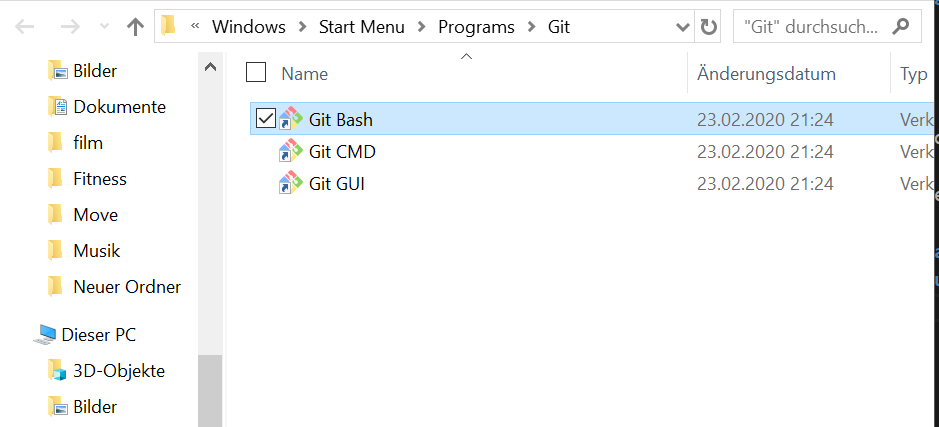 « Windows > Start Menu > Programs > Git
"Git" durchsuch...
Bilder
Dokumente
film
Fitness
Move
Musik
Neuer Ordner
Dieser PC
3D-Objekte
Bilder
Name Änderungsdatum Typ
Git Bash 23.02.2020 21:24 Verk
Git CMD 23.02.2020 21:24 Verk
Git GUI 23.02.2020 21:24 Verk